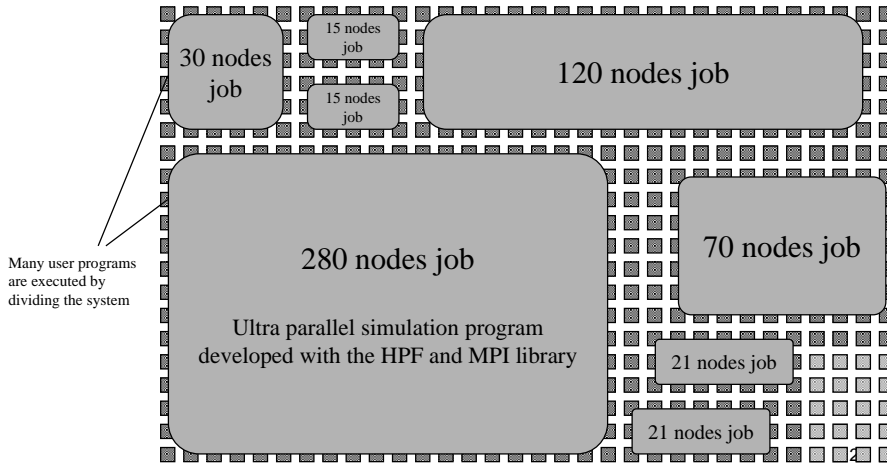 30 nodes
job
15 nodes
job
15 nodes
job
120 nodes job
280 nodes job
Ultra parallel simulation program
developed with the HPF and MPI library
70 nodes job
21 nodes job
21 nodes job
Many user programs
are executed by
dividing the system
2